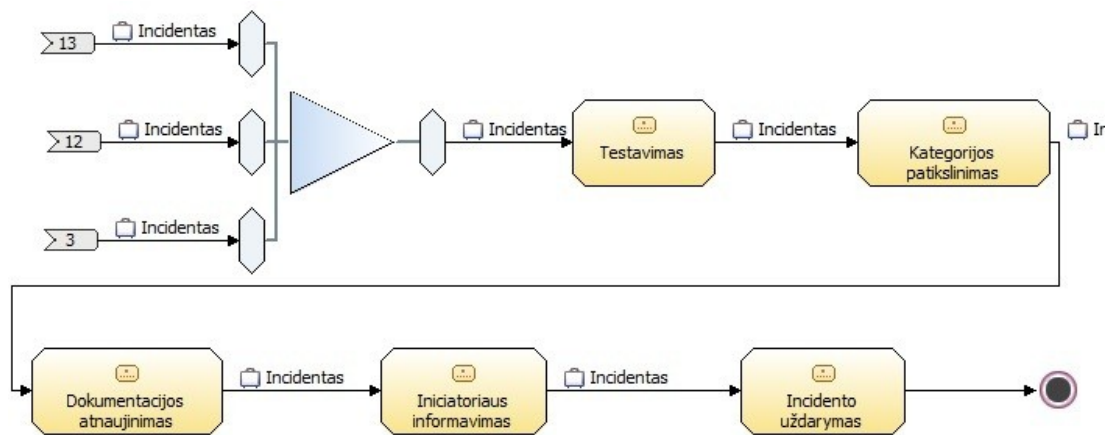 13
Incidentas
12
Incidentas
3
Incidentas
Incidentas
Testavimas
Incidentas
Kategorijos
patikslinimas
Dokumentacijos
atnaujinimas
Incidentas
Iniciatoriaus
informavimas
Incidentas
Incidento
uždarymas